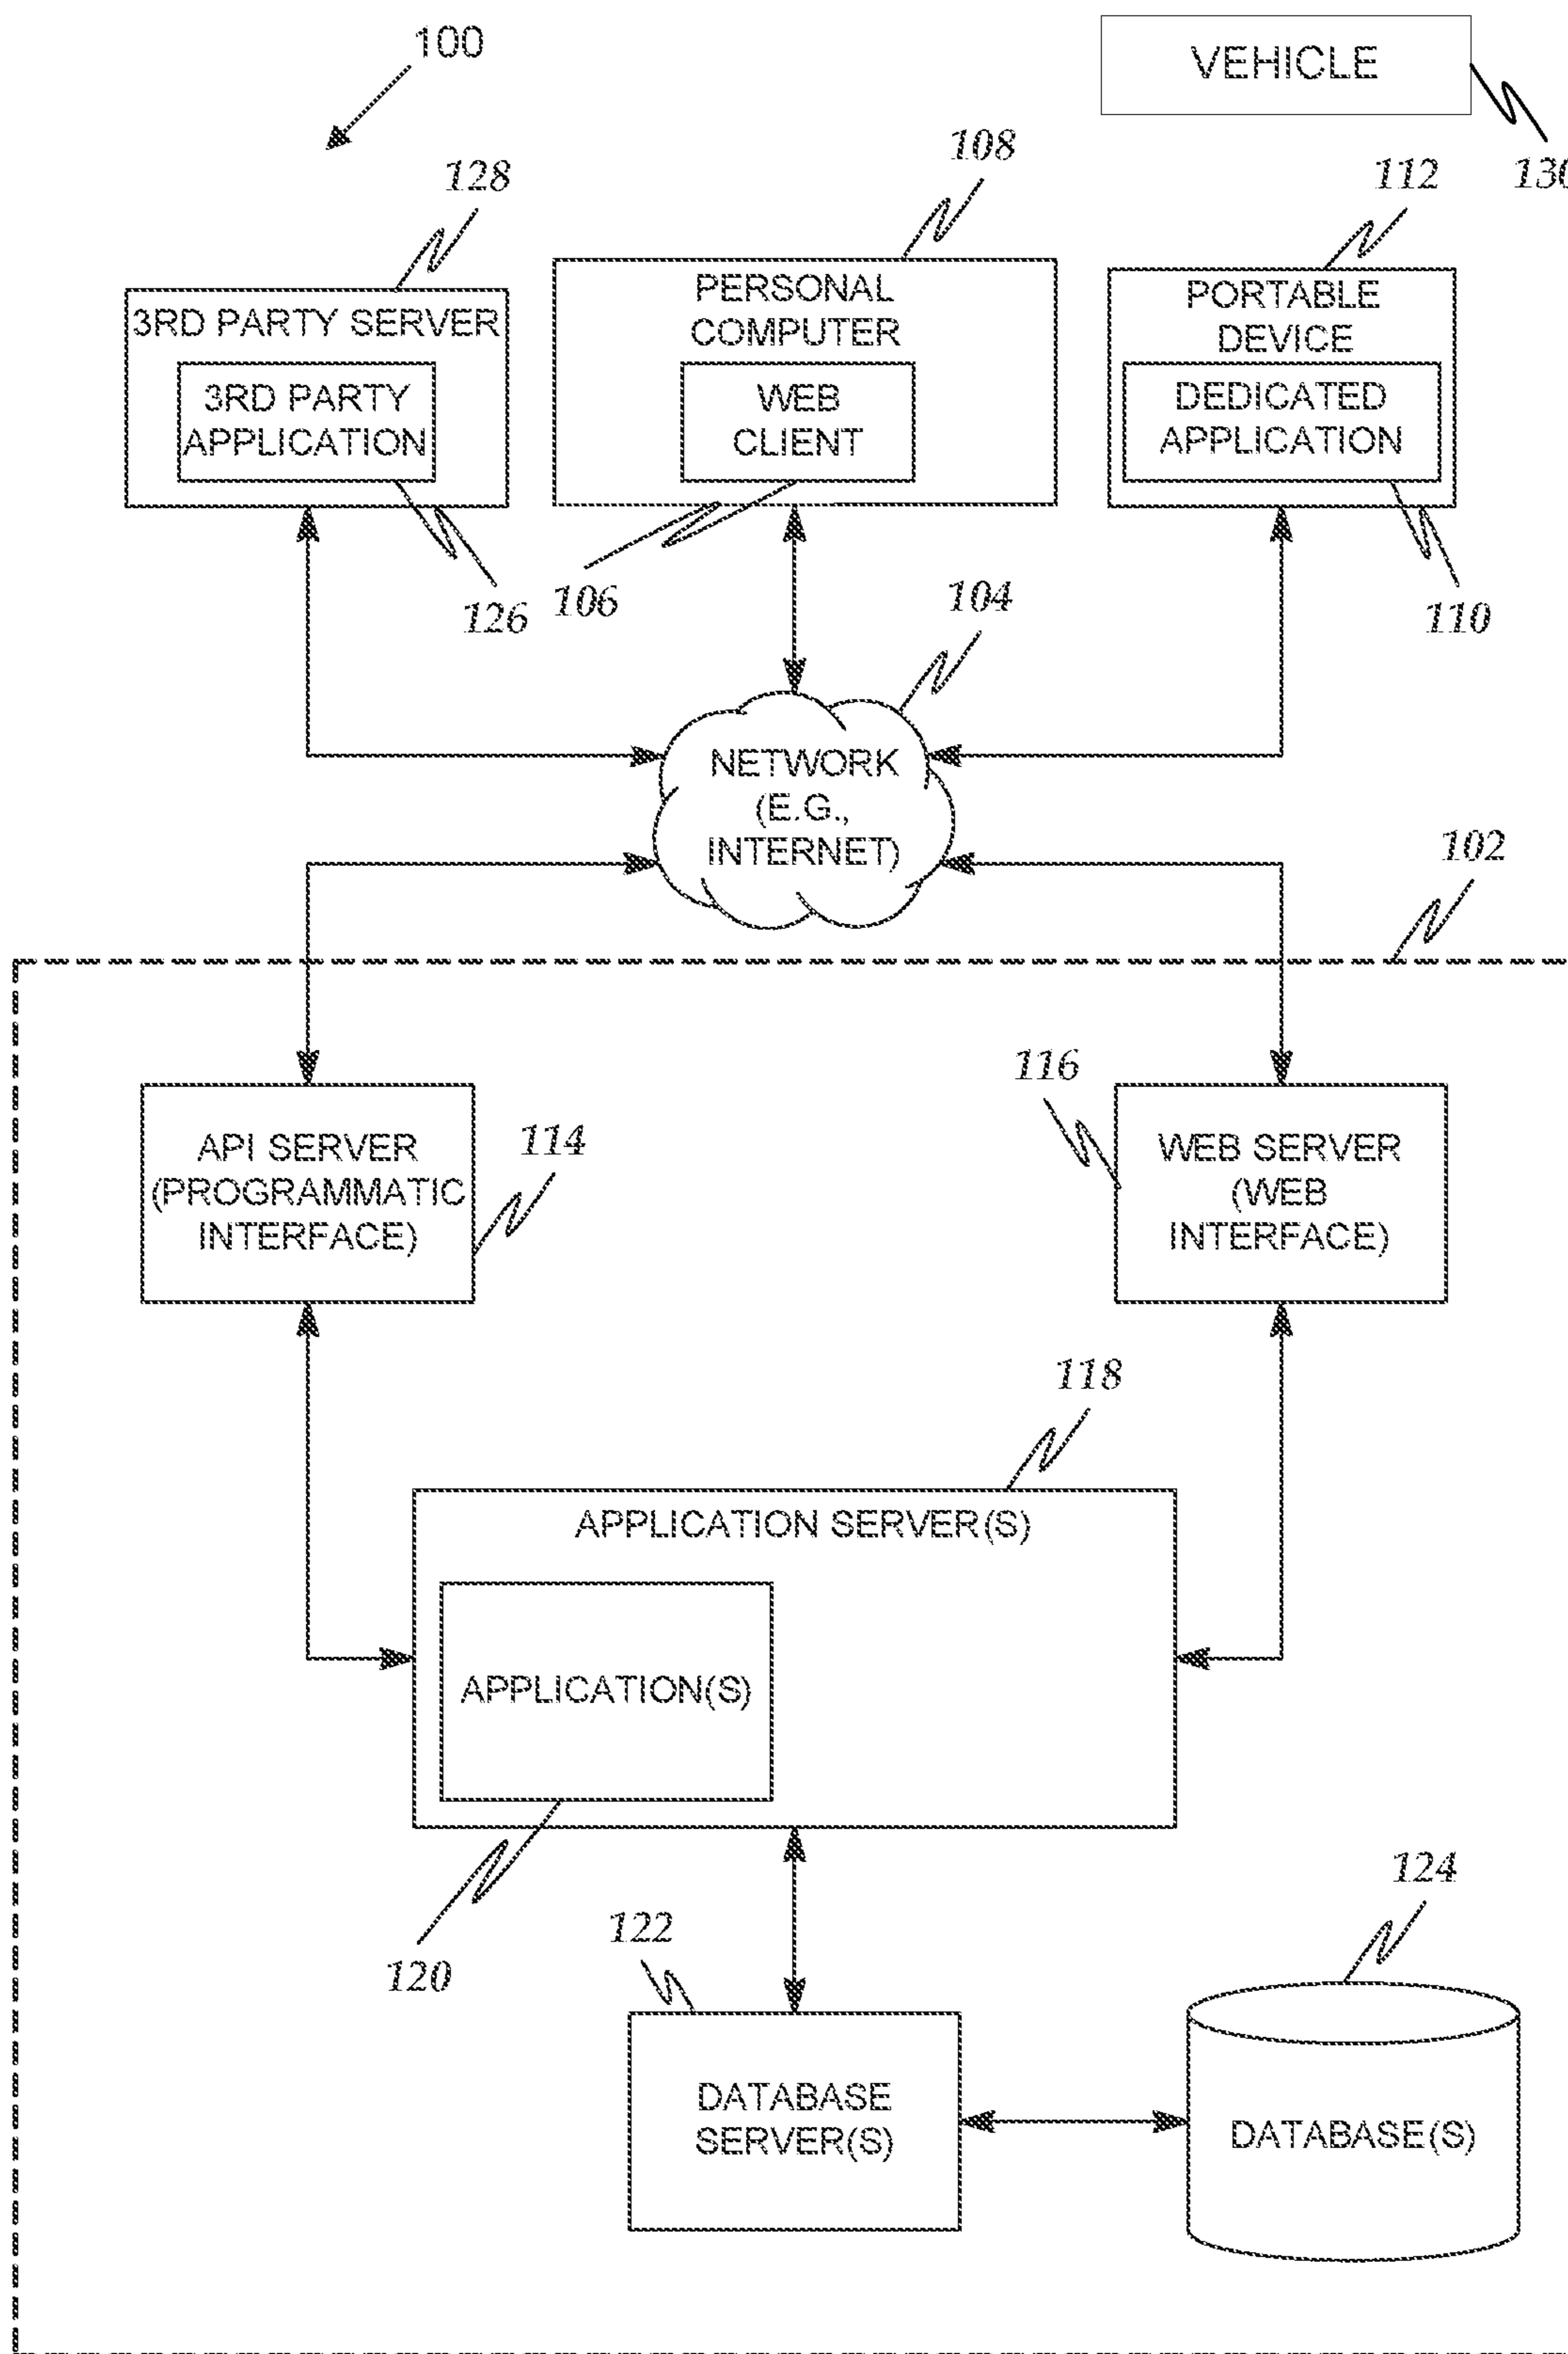 100
VEHICLE
130
108
112
128
PERSONAL
COMPUTER
PORTABLE
DEVICE
3RD PARTY SERVER
3RD PARTY
APPLICATION
WEB
CLIENT
DEDICATED
APPLICATION
126
106
104
110
NETWORK
(E.G.,
INTERNET)
102
116
114
API SERVER
(PROGRAMMATIC
INTERFACE)
WEB SERVER
(WEB
INTERFACE)
118
APPLICATION SERVER(S)
APPLICATION(S)
120
122
124
DATABASE
SERVER(S)
DATABASE(S)